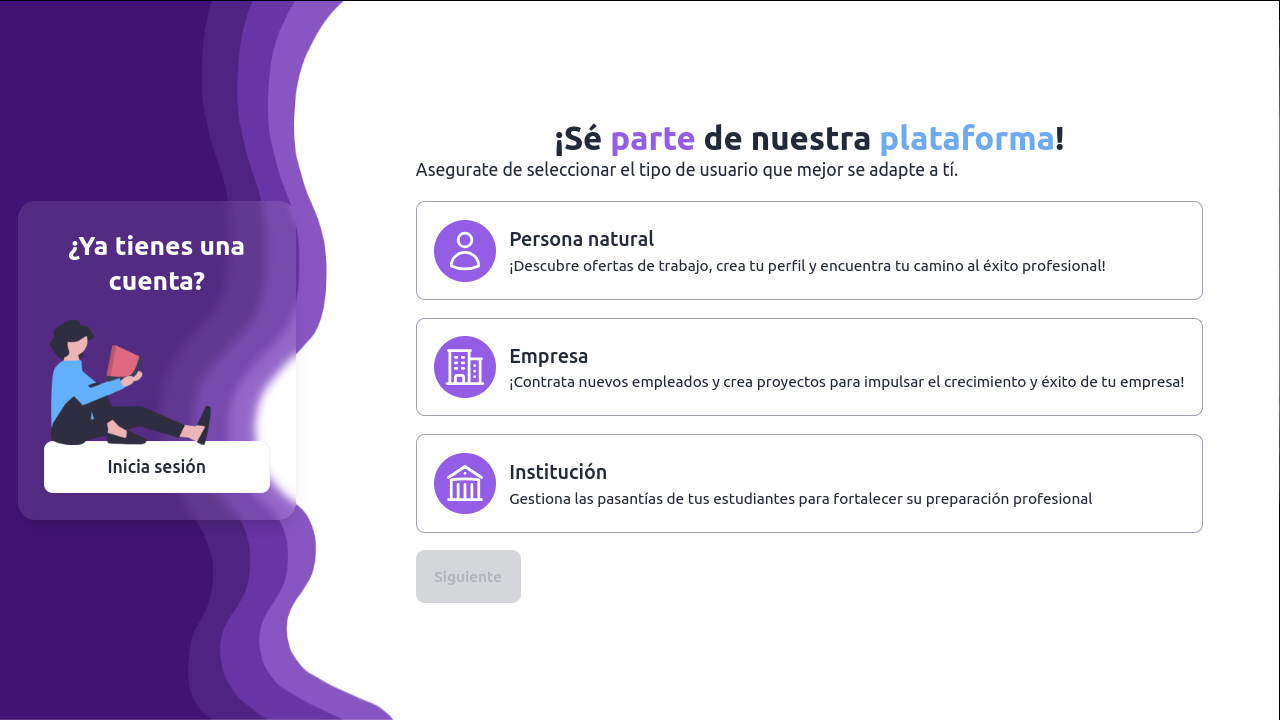 ¿Ya tienes una
cuenta?
Inicia sesión
¡Sé parte de nuestra plataforma!
Asegurate de seleccionar el tipo de usuario que mejor se adapte a tí.
Persona natural
¡Descubre ofertas de trabajo, crea tu perfil y encuentra tu camino al éxito profesional!
Empresa
¡Contrata nuevos empleados y crea proyectos para impulsar el crecimiento y éxito de tu empresa!
Institución
Gestiona las pasantías de tus estudiantes para fortalecer su preparación profesional
Siguiente